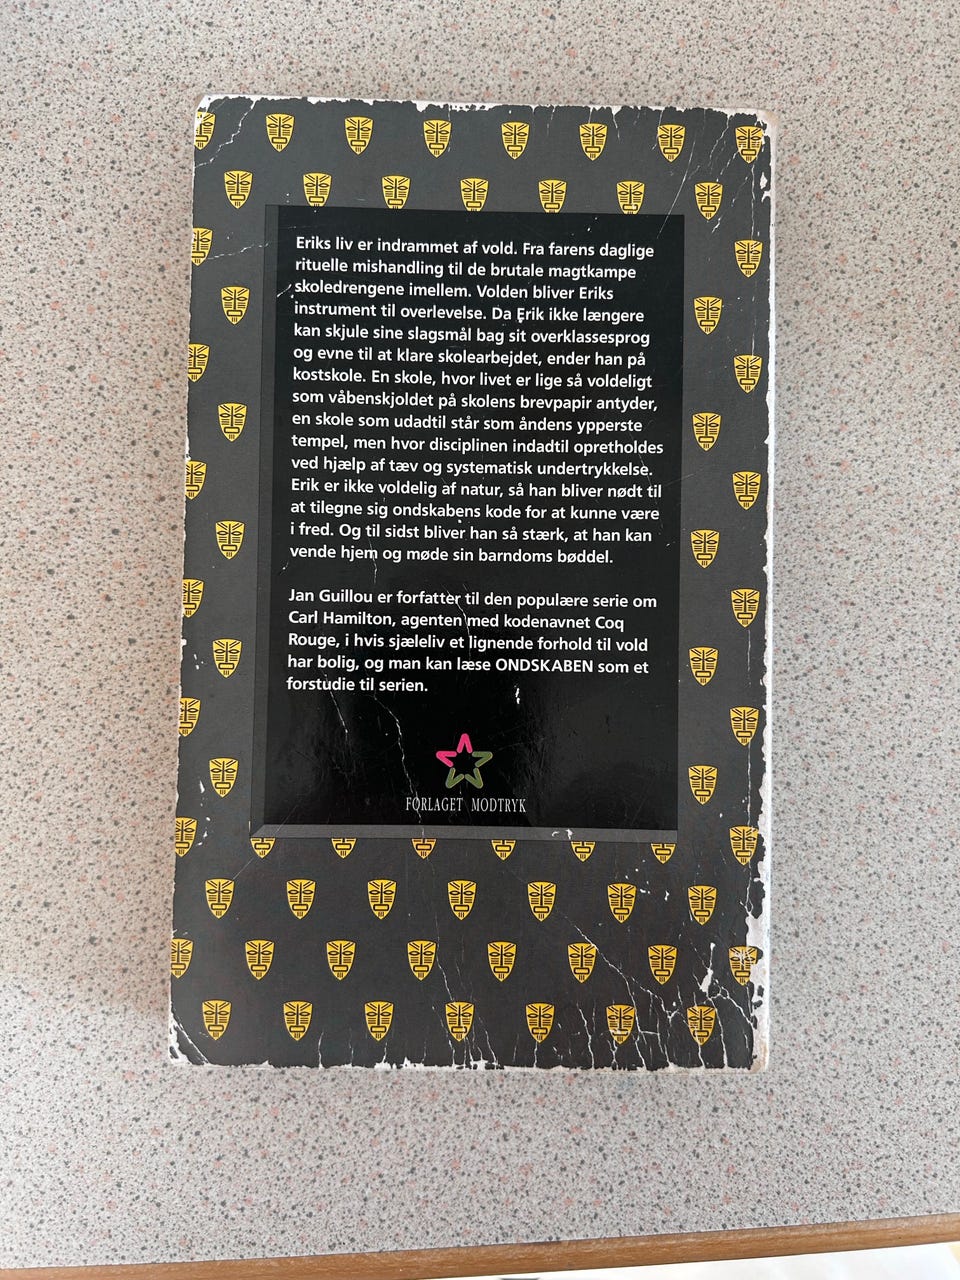 Eriks liv er indrammet af vold. Fra farens daglige
rituelle mishandling til de brutale magtkampe
skoledrengene imellem. Volden bliver Eriks
instrument til overlevelse. Da Erik ikke længere
kan skjule sine slagsmål bag sit overklassesprog
og evne til at klare skolearbejdet, ender han på
kostskole. En skole, hvor livet er lige så voldeligt
som våbenskjoldet på skolens brevpapir antyder,
en skole som udadtil står som åndens ypperste
tempel, men hvor disciplinen indadtil opretholdes
ved hjælp af tæv og systematisk undertrykkelse.
Erik er ikke voldelig af natur, så han bliver nødt til
at tilegne sig ondskabens kode for at kunne være
i fred. Og til sidst bliver han så stærk, at han kan
vende hjem og møde sin barndoms bøddel.
Jan Guillou er forfatter til den populære serie om
Carl Hamilton, agenten med kodenavnet Coq
Rouge, i hvis sjæleliv et lignende forhold til vold
har bolig, og man kan læse ONDSKABEN som et
forstudie til serien.
FORLAGET MODTRYK